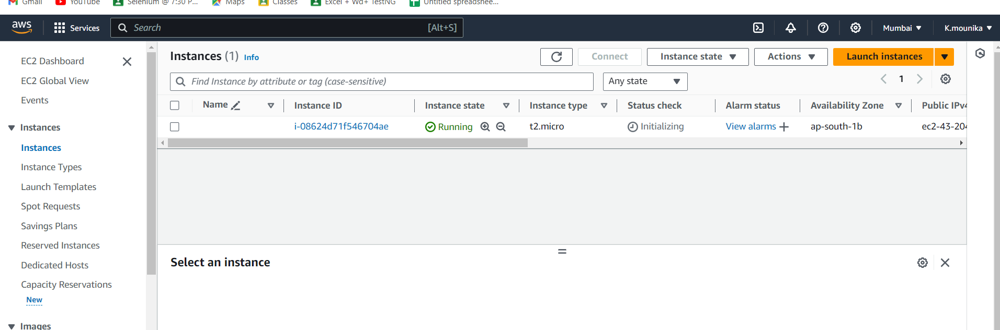 Gmail YouTube Selenium @ 7:30 P... Maps Classes Excel + Wd+ TestNG Untitled spreadshee...
aws Services Search [Alt+S] Mumbai K.mounika
EC2 Dashboard
EC2 Global View
Events
Instances
Instances
Instance Types
Launch Templates
Spot Requests
Savings Plans
Reserved Instances
Dedicated Hosts
Capacity Reservations
New
Images
Instances (1) Info Connect Instance state Actions Launch instances
Find Instance by attribute or tag (case-sensitive) Any state 1
Name Instance ID Instance state Instance type Status check Alarm status Availability Zone Public IPv4
i-08624d71f546704ae Running t2.micro Initializing View alarms + ap-south-1b ec2-43-204
Select an instance